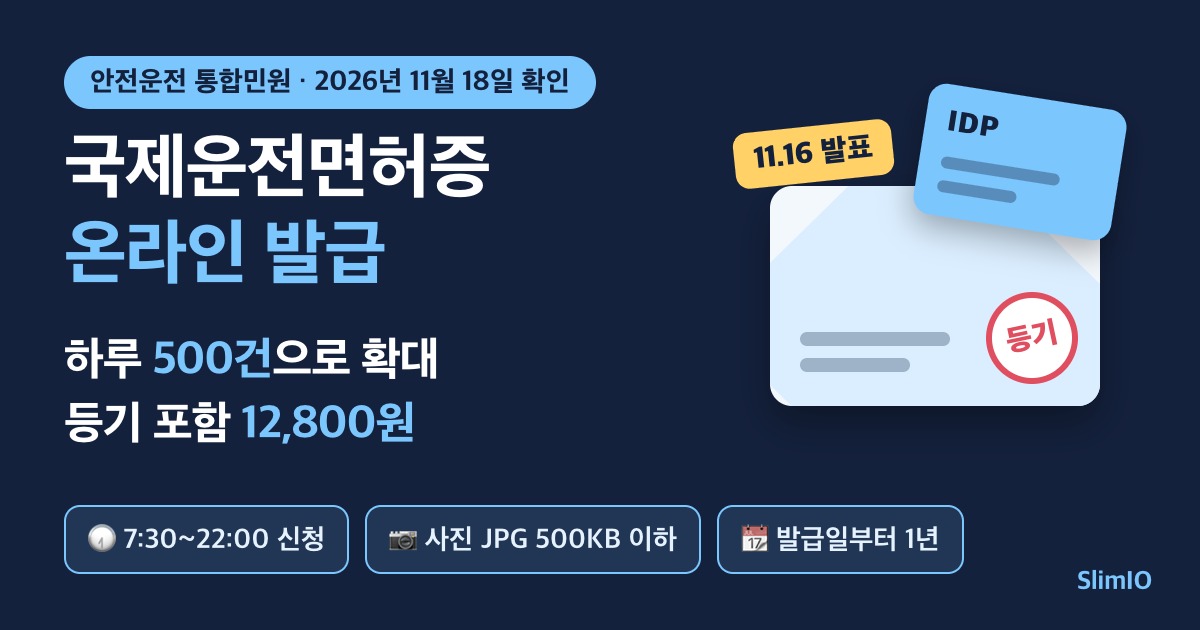 안전운전 통합민원 · 2026년 11월 18일 확인
국제운전면허증
온라인 발급
하루 500건으로 확대
등기 포함 12,800원
11.16 발표
IDP
등기
7:30~22:00 신청
사진 JPG 500KB 이하
17
발급일부터 1년
SlimIO